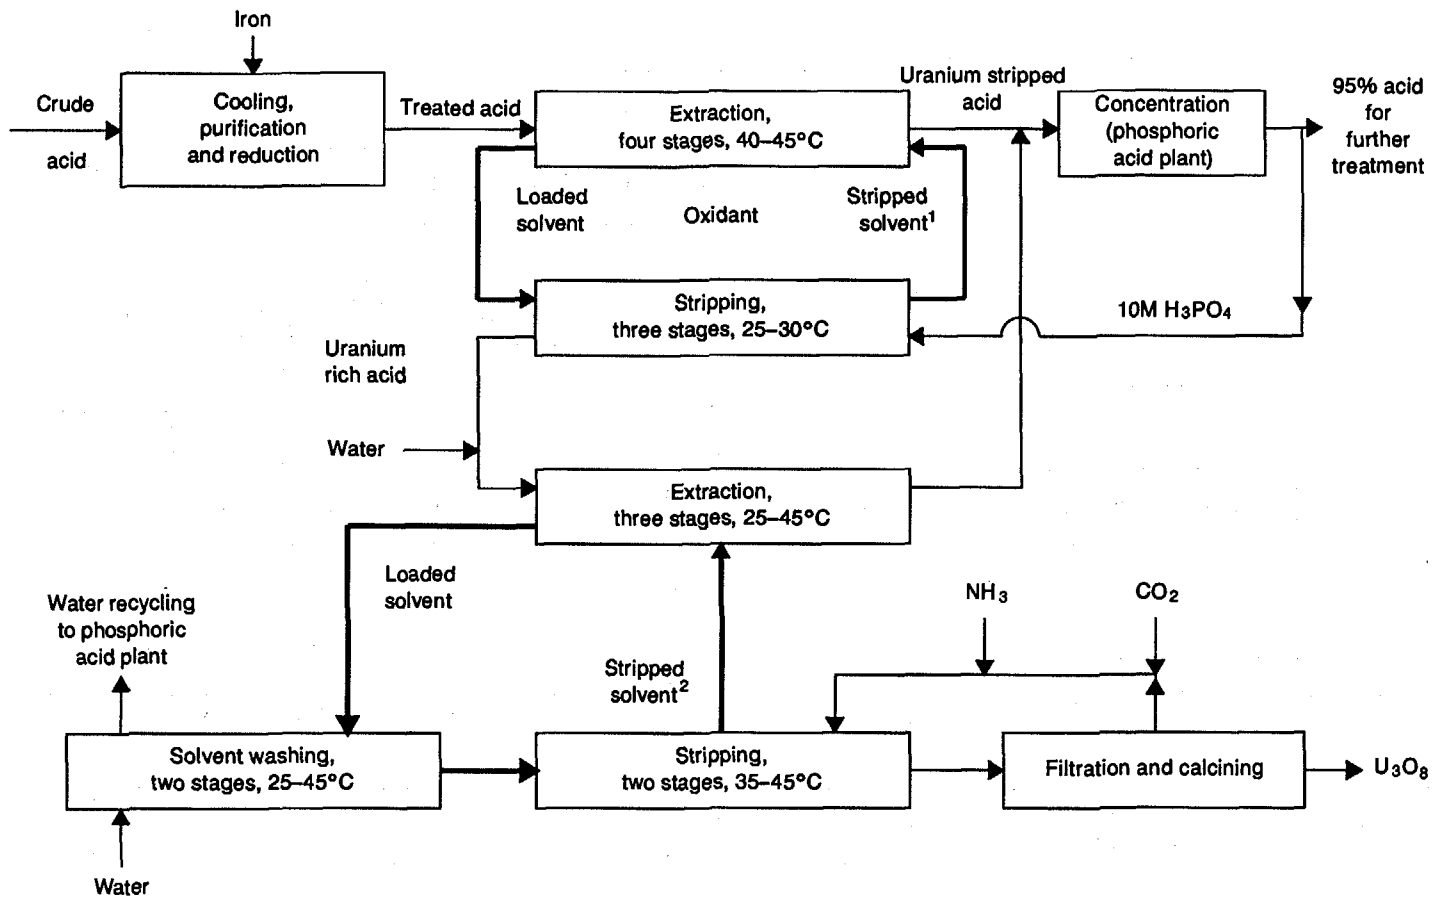 Iron
Crude
acid
Cooling,
purification
and reduction
Treated acid
Extraction,
four stages, 40–45°C
Uranium stripped
acid
Concentration
(phosphoric
acid plant)
95% acid
for
further
treatment
Loaded
solvent
Oxidant
Stripped
solvent¹
Stripping,
three stages, 25–30°C
10M H₃PO₄
Uranium
rich acid
Water
Extraction,
three stages, 25–45°C
Loaded
solvent
Water recycling
to phosphoric
acid plant
Stripped
solvent²
NH₃
CO₂
Solvent washing,
two stages, 25–45°C
Stripping,
two stages, 35–45°C
Filtration and calcining
U₃O₈
Water